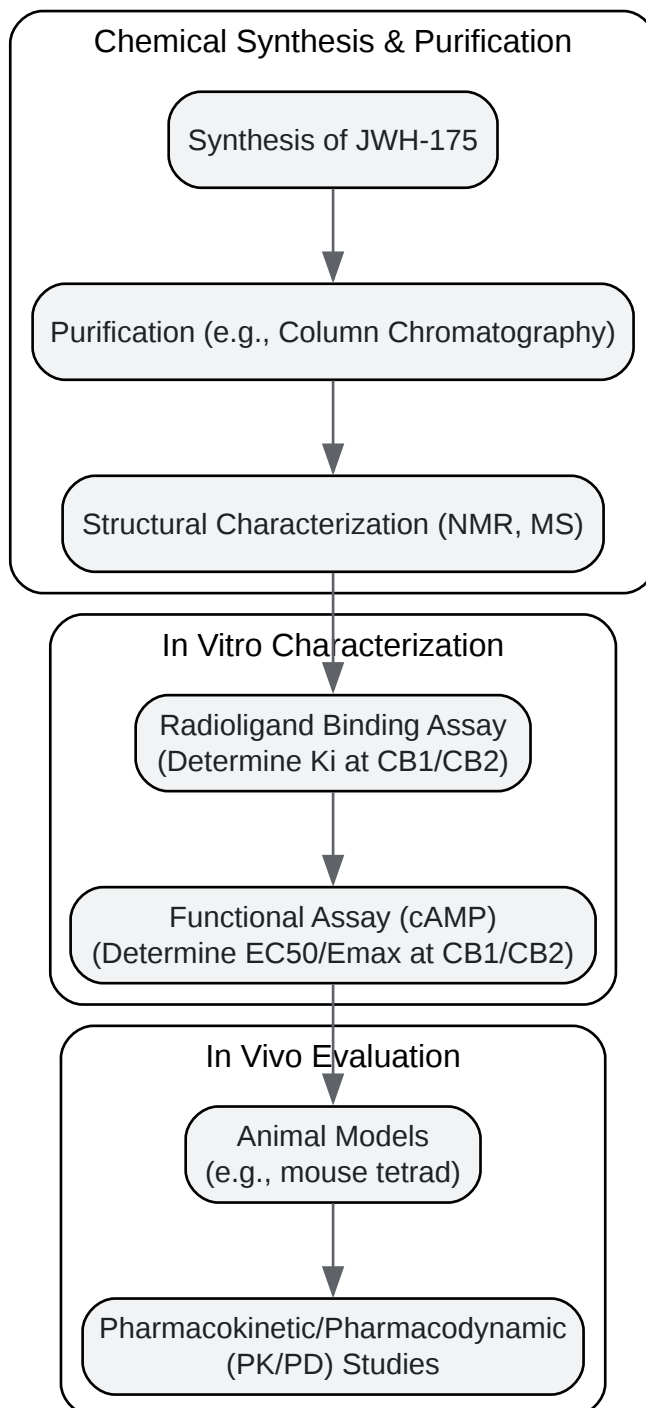 Chemical Synthesis & Purification
Synthesis of JWH-175
Purification (e.g., Column Chromatography)
Structural Characterization (NMR, MS)
In Vitro Characterization
Radioligand Binding Assay
(Determine Ki at CB1/CB2)
Functional Assay (cAMP)
(Determine EC50/Emax at CB1/CB2)
In Vivo Evaluation
Animal Models
(e.g., mouse tetrad)
Pharmacokinetic/Pharmacodynamic
(PK/PD) Studies